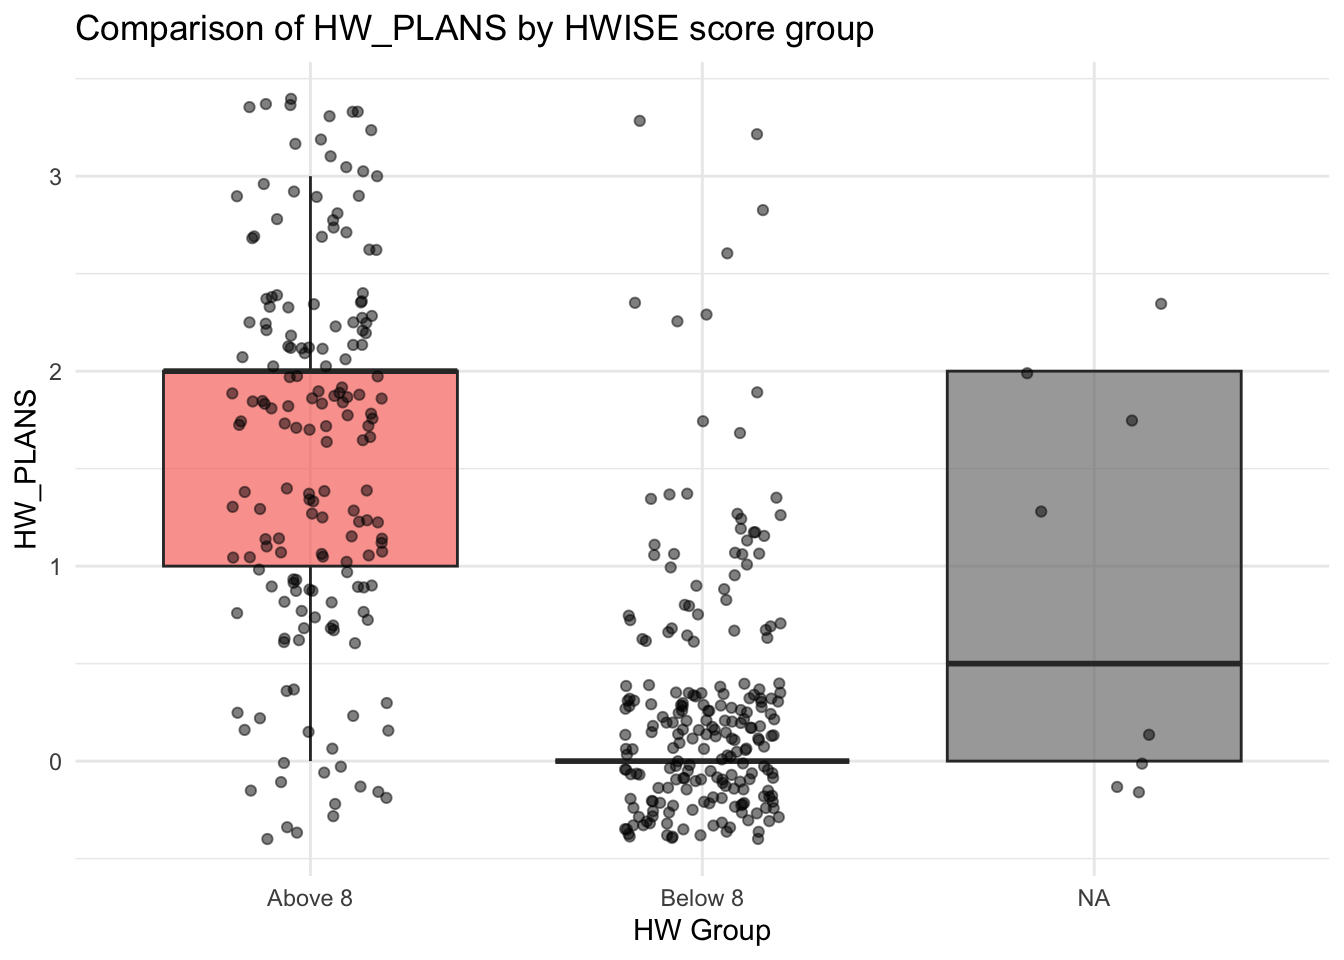 Comparison of HW_PLANS by HWISE score group
HW_PLANS
3
2
1
0
Above 8
Below 8
NA
HW Group